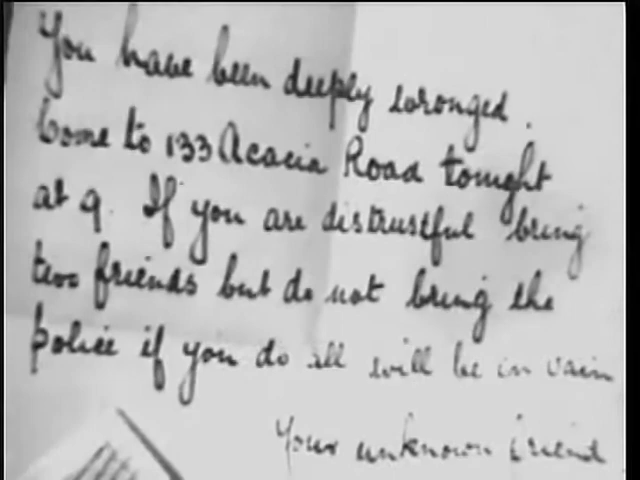 You have been deeply wronged.
Come to 133 Acacia Road tonight
at 9. If you are distrustful bring
two friends but do not bring the
police if you do all will be in vain
Your unknown friend